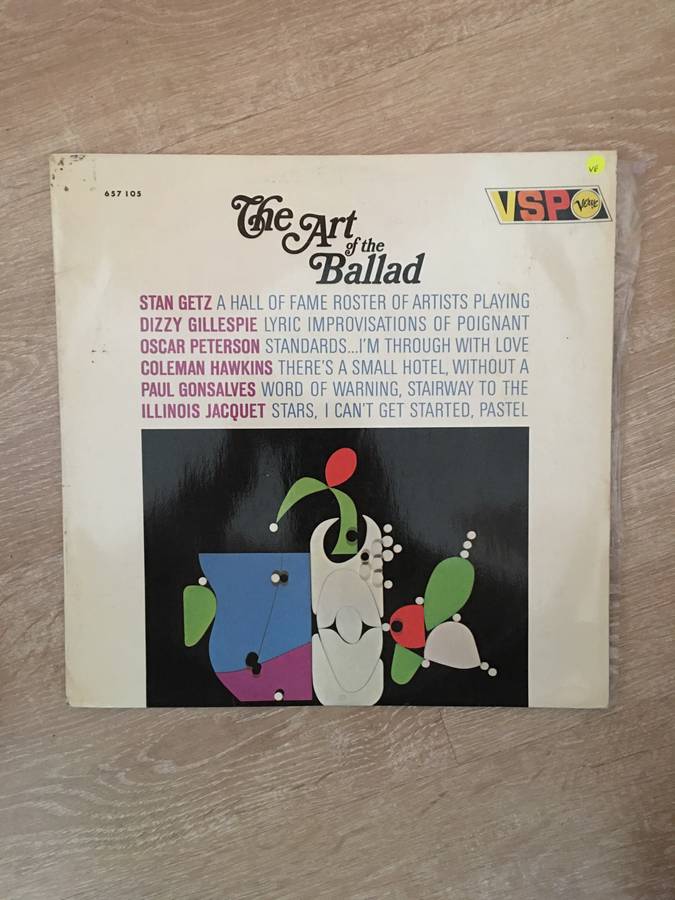 657 105
VE
VSP
Verve
The Art
of the
Ballad
STAN GETZ A HALL OF FAME ROSTER OF ARTISTS PLAYING
DIZZY GILLESPIE LYRIC IMPROVISATIONS OF POIGNANT
OSCAR PETERSON STANDARDS...I'M THROUGH WITH LOVE
COLEMAN HAWKINS THERE'S A SMALL HOTEL, WITHOUT A
PAUL GONSALVES WORD OF WARNING, STAIRWAY TO THE
ILLINOIS JACQUET STARS, I CAN'T GET STARTED, PASTEL